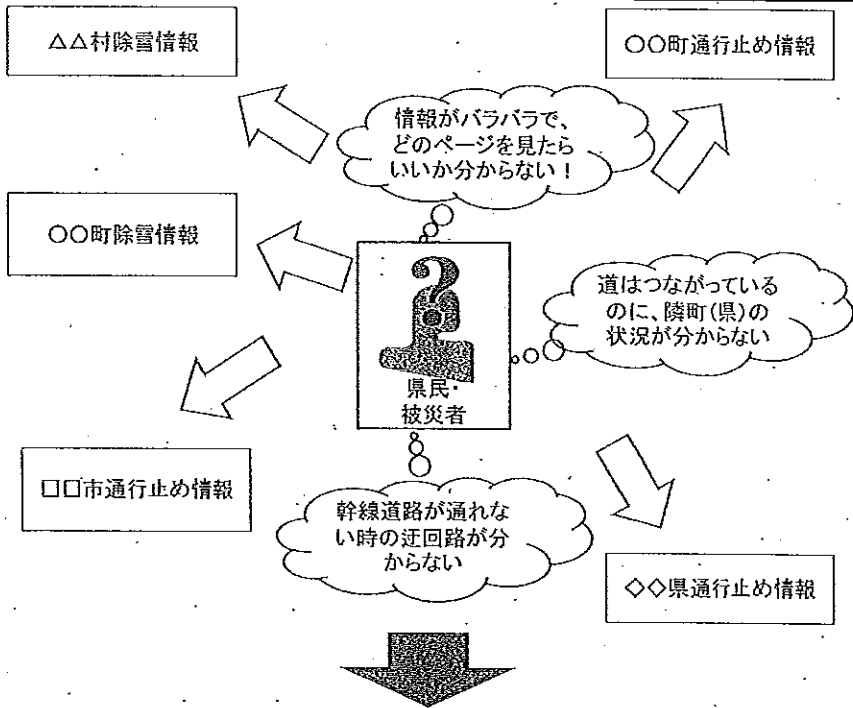 △△村除雪情報
〇〇町通行止め情報
情報がバラバラで、
どのページを見たら
いいか分からない！
〇〇町除雪情報
道はつながっている
のに、隣町(県)の
状況が分からない
?
県民・
被災者
□□市通行止め情報
幹線道路が通れな
い時の迂回路が分
からない
◇◇県通行止め情報